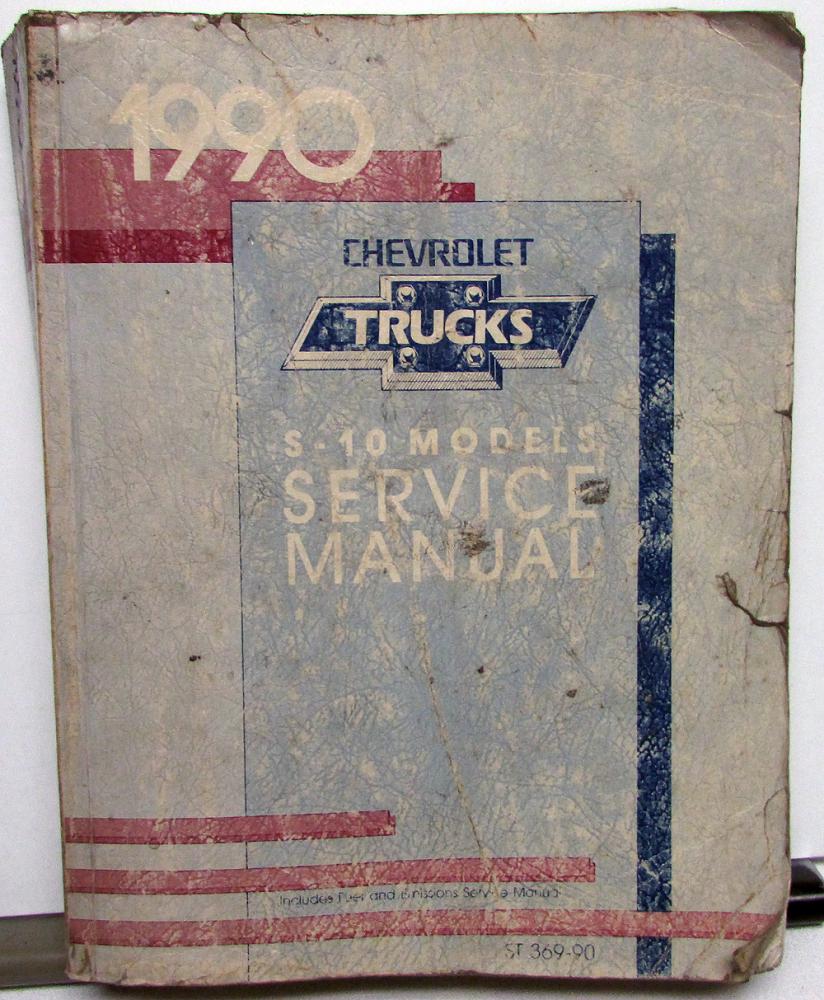 1990
CHEVROLET
TRUCKS
S-10 MODELS
SERVICE
MANUAL
Includes Fuel and Emissions Service Manual
ST 369-90